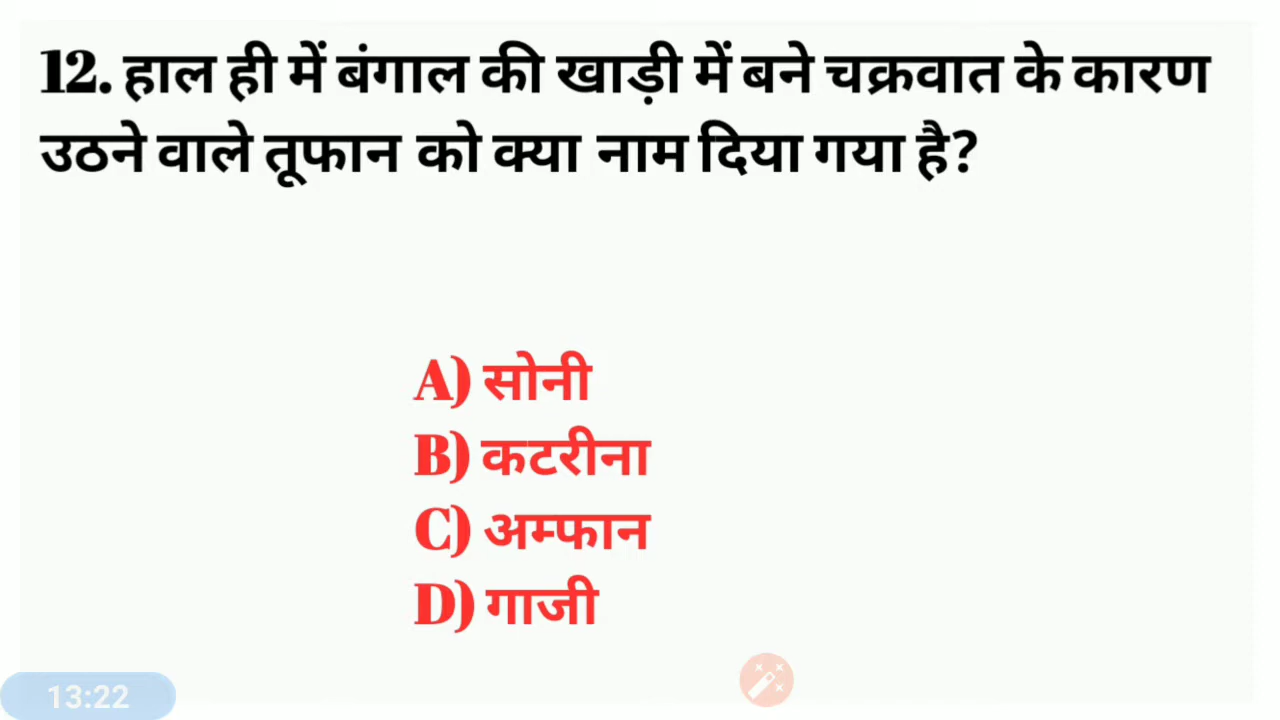 12. हाल ही में बंगाल की खाड़ी में बने चक्रवात के कारण
उठने वाले तूफान को क्या नाम दिया गया है?
A) सोनी
B) कटरीना
C) अम्फान
D) गाजी
13:22